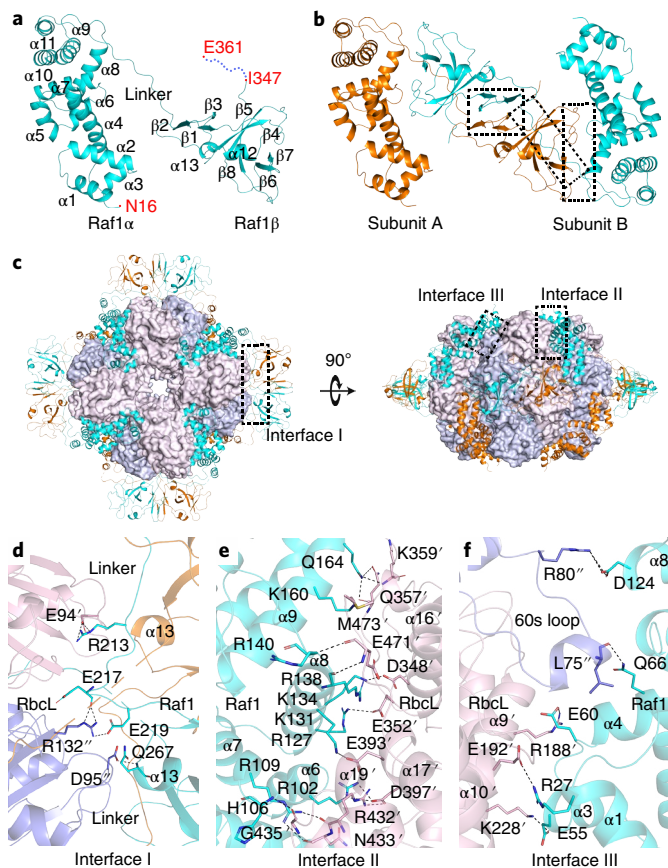 a
E361
α9
α11
α10
α8
α7
Linker
I347
α6
β3
β5
α5
α4
β2
β1
β4
α2
α13
α12
β7
α3
β8
β6
α1
N16
Raf1α
Raf1β
b
Subunit A
Subunit B
c
Interface III
Interface II
90°
Interface I
d
Linker
E94′
α13
R213
E217
RbcL
Raf1
E219
R132″
Q267
D95″
α13
Linker
Interface I
e
K359′
Q164
K160
Q357′
α9
α16
M473′
R140
E471′
α8
D348′
R138
K134
RbcL
Raf1
K131
E352′
R127
α7
E393′
R109
α6
α17′
α19′
R102
D397′
H106
R432′
G435′
N433′
Interface II
f
α8
R80″
D124
60s loop
L75″
Q66
Raf1
RbcL
E60
α9′
α4
E192′
R188′
α10′
R27
α3
K228′
α1
E55
Interface III